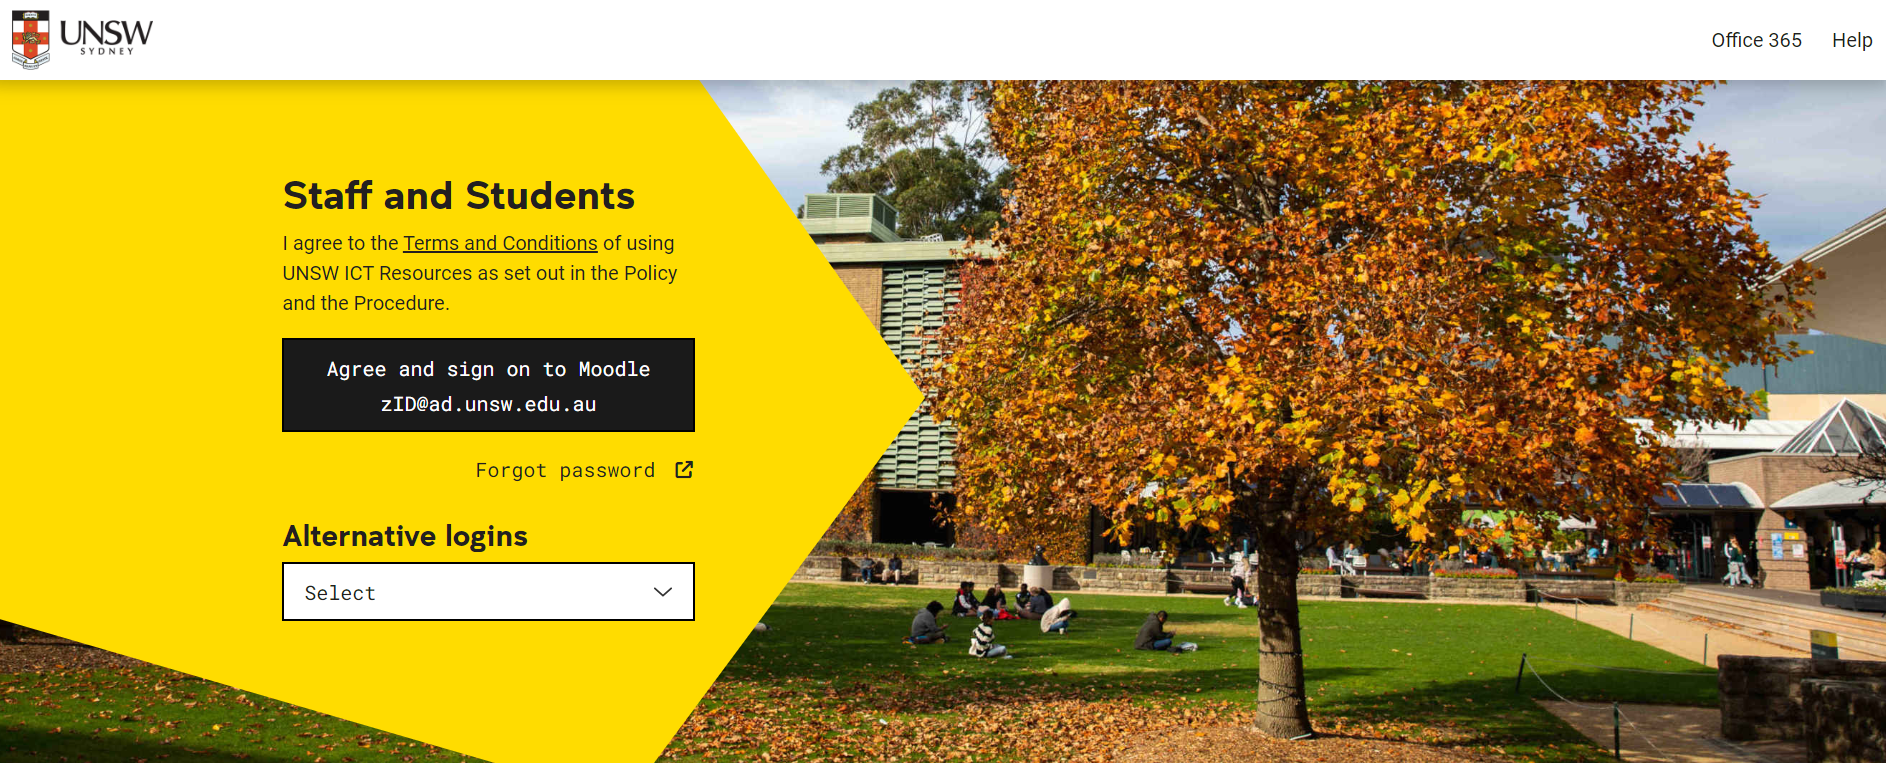 UNSW
SYDNEY
Office 365
Help
Staff and Students
I agree to the Terms and Conditions of using
UNSW ICT Resources as set out in the Policy
and the Procedure.
Agree and sign on to Moodle
zID@ad.unsw.edu.au
Forgot password
Alternative logins
Select